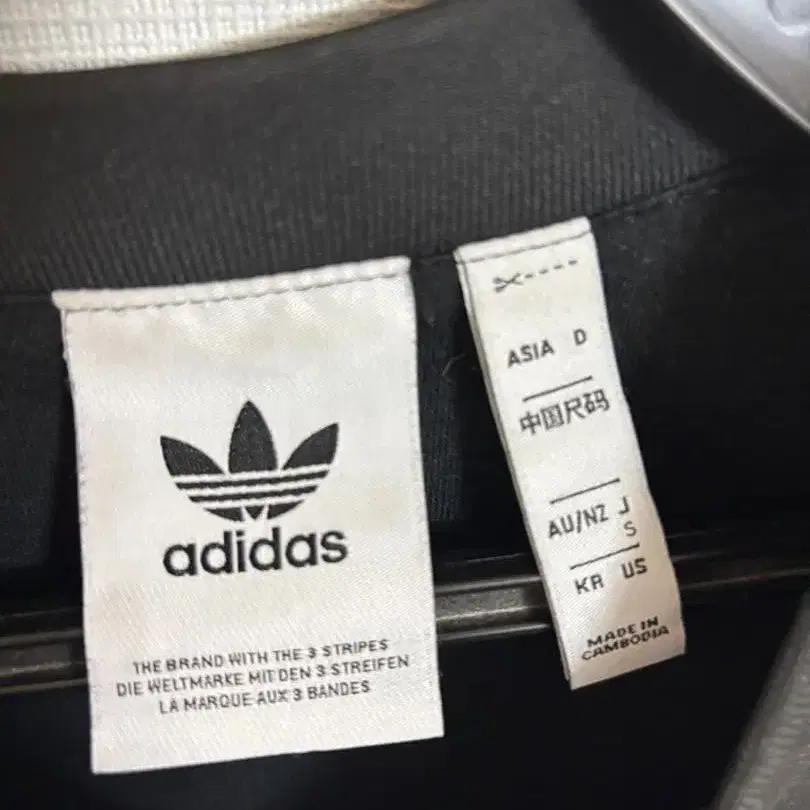 adidas
THE BRAND WITH THE 3 STRIPES
DIE WELTMARKE MIT DEN 3 STREIFEN
LA MARQUE AUX 3 BANDES
ASIA D
中国尺码
AU/NZ J
S
KR US
MADE IN
CAMBODIA